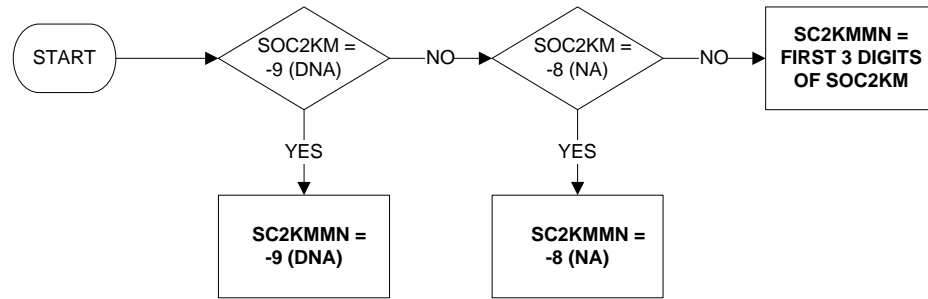 START
SOC2KM =
-9 (DNA)
NO
SOC2KM =
-8 (NA)
NO
SC2KMMN =
FIRST 3 DIGITS
OF SOC2KM
YES
YES
SC2KMMN =
-9 (DNA)
SC2KMMN =
-8 (NA)